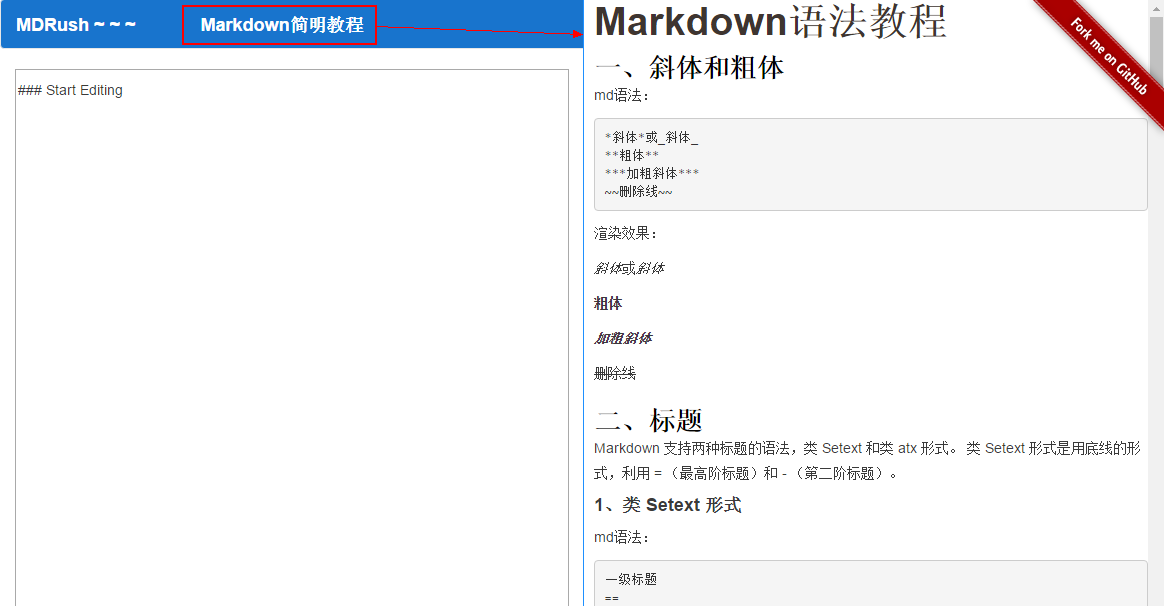 MDRush ~ ~ ~
Markdown简明教程
### Start Editing
Markdown语法教程
Fork me on GitHub
一、斜体和粗体
md语法：
*斜体*或_斜体_
**粗体**
***加粗斜体***
~~删除线~~
渲染效果：
斜体或斜体
粗体
加粗斜体
删除线
二、标题
Markdown 支持两种标题的语法，类 Setext 和类 atx 形式。 类 Setext 形式是用底线的形
式，利用 = （最高阶标题）和 - （第二阶标题）。
1、类 Setext 形式
md语法：
一级标题
==